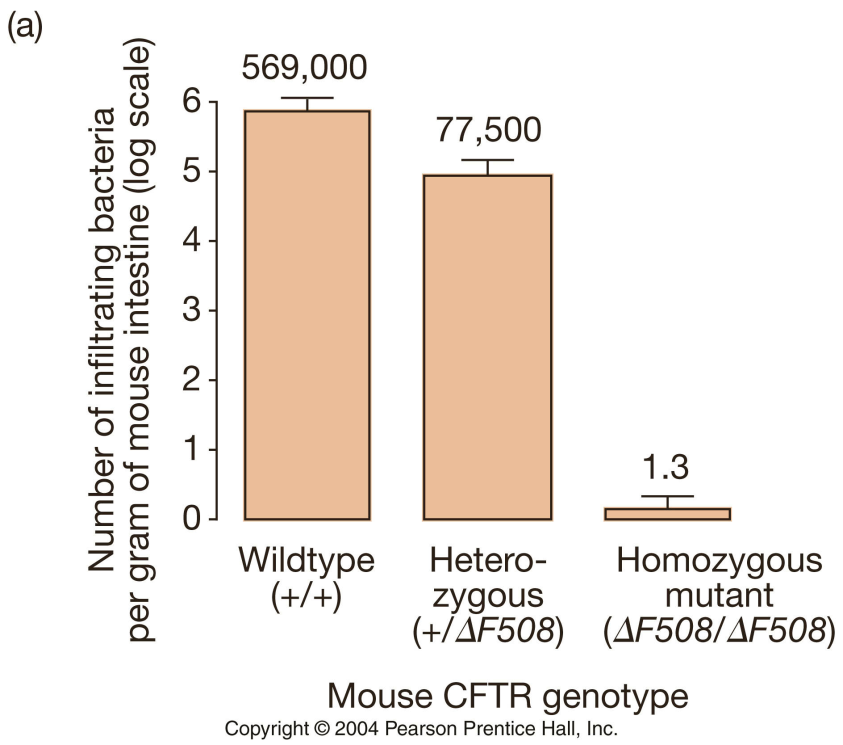 (a)
Number of infiltrating bacteria
per gram of mouse intestine (log scale)
6
5
4
3
2
1
0
569,000
77,500
1.3
Wildtype
(+/+)
Hetero-
zygous
(+/ΔF508)
Homozygous
mutant
(ΔF508/ΔF508)
Mouse CFTR genotype
Copyright © 2004 Pearson Prentice Hall, Inc.